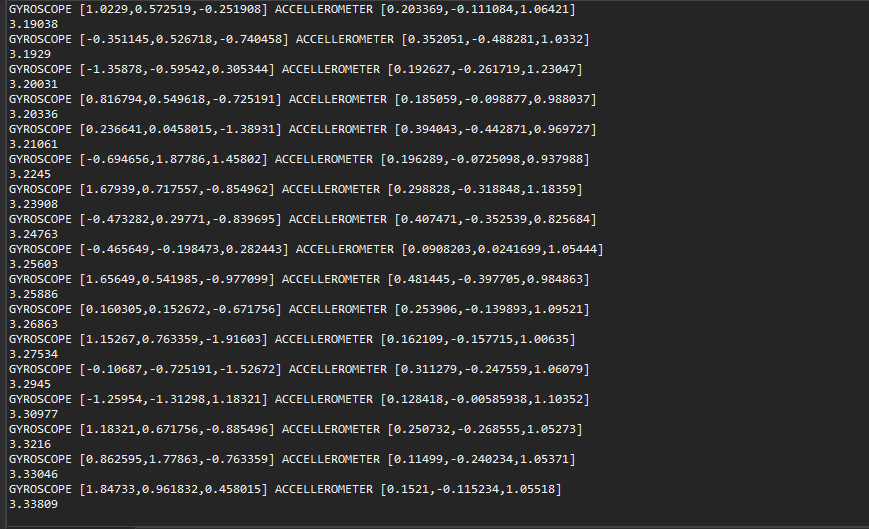 GYROSCOPE [1.0229,0.572519,-0.251908] ACCELLEROMETER [0.203369,-0.111084,1.06421]
3.19038
GYROSCOPE [-0.351145,0.526718,-0.740458] ACCELLEROMETER [0.352051,-0.488281,1.0332]
3.1929
GYROSCOPE [-1.35878,-0.59542,0.305344] ACCELLEROMETER [0.192627,-0.261719,1.23047]
3.20031
GYROSCOPE [0.816794,0.549618,-0.725191] ACCELLEROMETER [0.185059,-0.098877,0.988037]
3.20336
GYROSCOPE [0.236641,0.0458015,-1.38931] ACCELLEROMETER [0.394043,-0.442871,0.969727]
3.21061
GYROSCOPE [-0.694656,1.87786,1.45802] ACCELLEROMETER [0.196289,-0.0725098,0.937988]
3.2245
GYROSCOPE [1.67939,0.717557,-0.854962] ACCELLEROMETER [0.298828,-0.318848,1.18359]
3.23908
GYROSCOPE [-0.473282,0.29771,-0.839695] ACCELLEROMETER [0.407471,-0.352539,0.825684]
3.24763
GYROSCOPE [-0.465649,-0.198473,0.282443] ACCELLEROMETER [0.0908203,0.0241699,1.05444]
3.25603
GYROSCOPE [1.65649,0.541985,-0.977099] ACCELLEROMETER [0.481445,-0.397705,0.984863]
3.25886
GYROSCOPE [0.160305,0.152672,-0.671756] ACCELLEROMETER [0.253906,-0.139893,1.09521]
3.26863
GYROSCOPE [1.15267,0.763359,-1.91603] ACCELLEROMETER [0.162109,-0.157715,1.00635]
3.27534
GYROSCOPE [-0.10687,-0.725191,-1.52672] ACCELLEROMETER [0.311279,-0.247559,1.06079]
3.2945
GYROSCOPE [-1.25954,-1.31298,1.18321] ACCELLEROMETER [0.128418,-0.00585938,1.10352]
3.30977
GYROSCOPE [1.18321,0.671756,-0.885496] ACCELLEROMETER [0.250732,-0.268555,1.05273]
3.3216
GYROSCOPE [0.862595,1.77863,-0.763359] ACCELLEROMETER [0.11499,-0.240234,1.05371]
3.33046
GYROSCOPE [1.84733,0.961832,0.458015] ACCELLEROMETER [0.1521,-0.115234,1.05518]
3.33809